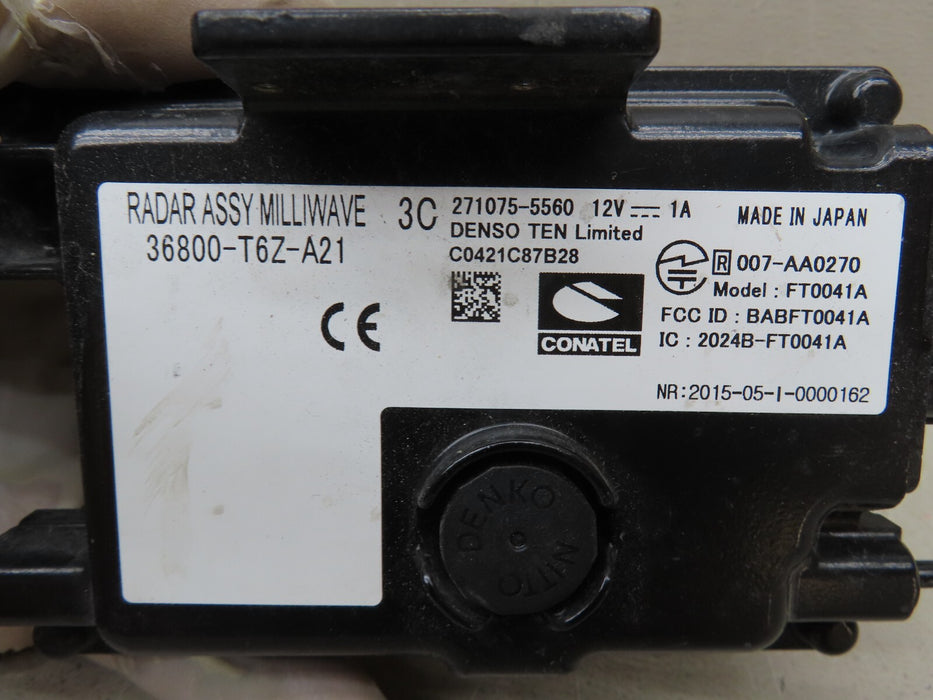 RADAR ASSY·MILLIWAVE
36800-T6Z-A21
3C
271075-5560 12V 1A
DENSO TEN Limited
C0421C87B28
MADE IN JAPAN
R 007-AA0270
Model : FT0041A
FCC ID : BABFT0041A
IC : 2024B-FT0041A
CE
CONATEL
NR:2015-05-I-0000162
DENKO
NITTO